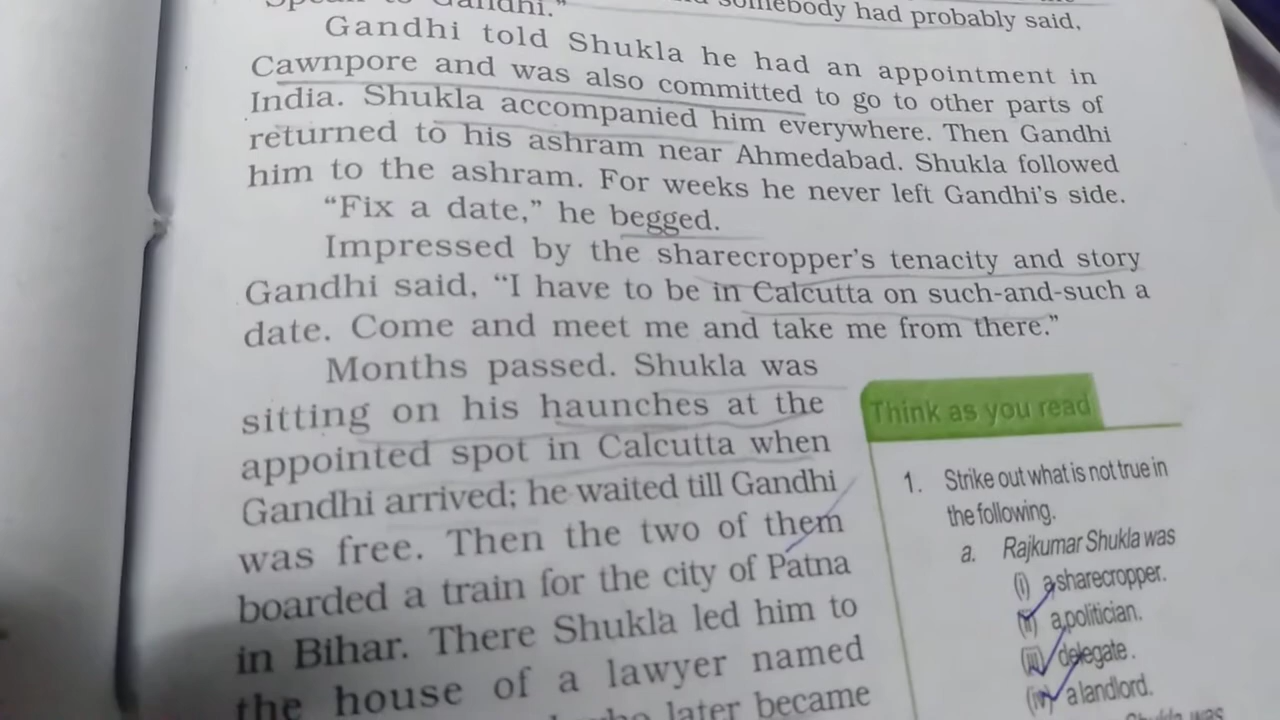 Speak to Gandhi."
somebody had probably said,
Gandhi told Shukla he had an appointment in
Cawnpore and was also committed to go to other parts of
India. Shukla accompanied him everywhere. Then Gandhi
returned to his ashram near Ahmedabad. Shukla followed
him to the ashram. For weeks he never left Gandhi's side.
"Fix a date," he begged.
Impressed by the sharecropper's tenacity and story
Gandhi said, "I have to be in Calcutta on such-and-such a
date. Come and meet me and take me from there."
Months passed. Shukla was
sitting on his haunches at the
appointed spot in Calcutta when
Gandhi arrived; he waited till Gandhi
was free. Then the two of them
boarded a train for the city of Patna
in Bihar. There Shukla led him to
the house of a lawyer named
who later became
Think as you read
1. Strike out what is not true in
the following.
a. Rajkumar Shukla was
(i) a sharecropper.
(ii) a politician.
(iii) delegate.
(iv) a landlord.
Shukla was